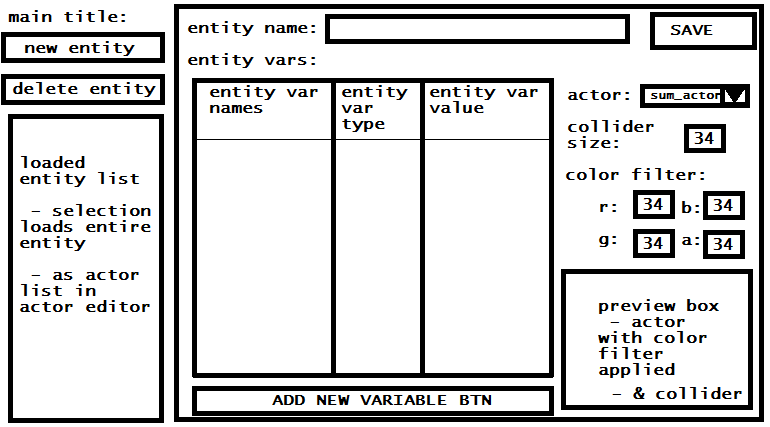 main title:
new entity
delete entity
loaded
entity list
– selection
loads entire
entity
– as actor
list in
actor editor
entity name:
SAVE
entity vars:
entity var
names
entity
var
type
entity var
value
ADD NEW VARIABLE BTN
actor: sum_actor
collider
size: 34
color filter:
r: 34 b: 34
g: 34 a: 34
preview box
– actor
with color
filter
applied
– & collider